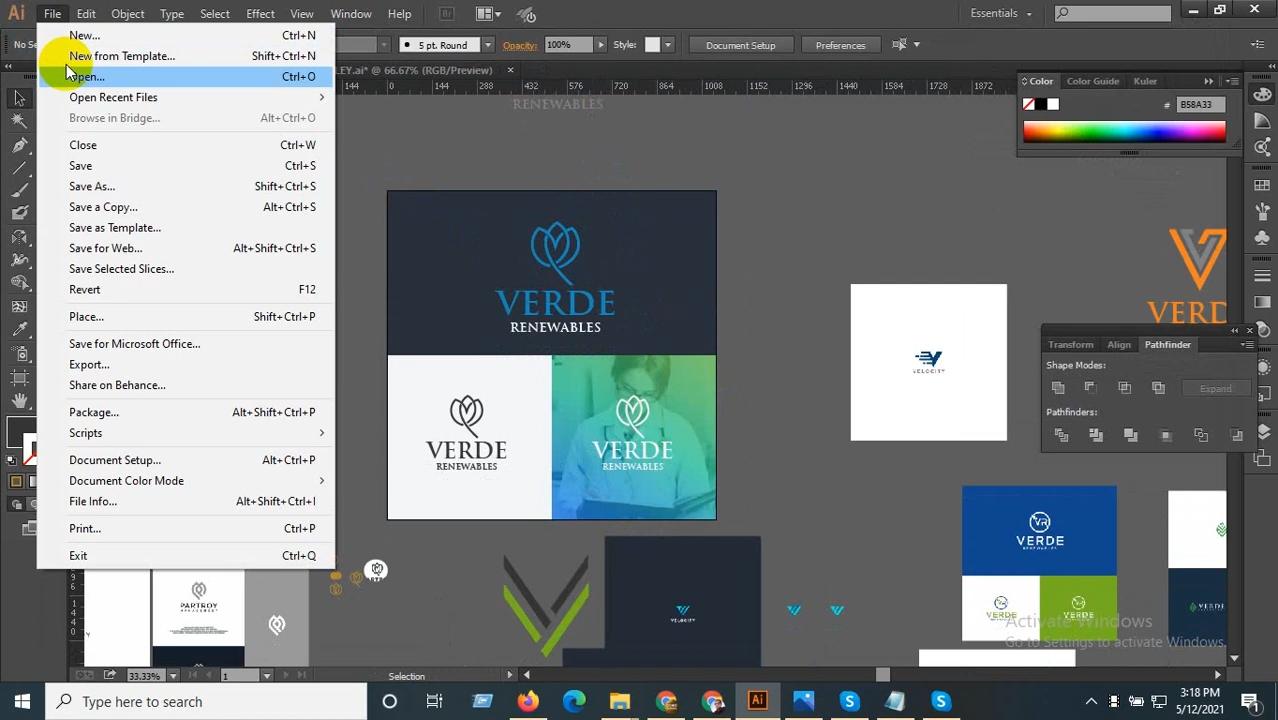 Ai File Edit Object Type Select Effect View Window Help Br Essentials
No Se 5 pt. Round Opacity: 100% Style: Document Setup Preferences
New... Ctrl+N
New from Template... Shift+Ctrl+N
Open... Ctrl+O
Open Recent Files
Browse in Bridge... Alt+Ctrl+O
Close Ctrl+W
Save Ctrl+S
Save As... Shift+Ctrl+S
Save a Copy... Alt+Ctrl+S
Save as Template...
Save for Web... Alt+Shift+Ctrl+S
Save Selected Slices...
Revert F12
Place... Shift+Ctrl+P
Save for Microsoft Office...
Export...
Share on Behance...
Package... Alt+Shift+Ctrl+P
Scripts
Document Setup... Alt+Ctrl+P
Document Color Mode
File Info... Alt+Shift+Ctrl+I
Print... Ctrl+P
Exit Ctrl+Q
LEY.ai* @ 66.67% (RGB/Preview)
144 0 144 288 432 576 720 864 1008 1152 1296 1440 1584 1728 1872
RENEWABLES
Color Color Guide Kuler
# B58A33
VERDE
RENEWABLES
VERDE
RENEWABLES
VERDE
RENEWABLES
VELOCITY
VERD
Transform Align Pathfinder
Shape Modes:
Expand
Pathfinders:
PARTROY
VELOCITY
VR
VERDE
VERDE
VERDE
VERDE
Activate Windows
Go to Settings to activate Windows.
33.33% 1 Selection
Type here to search
3:18 PM
5/12/2021
1